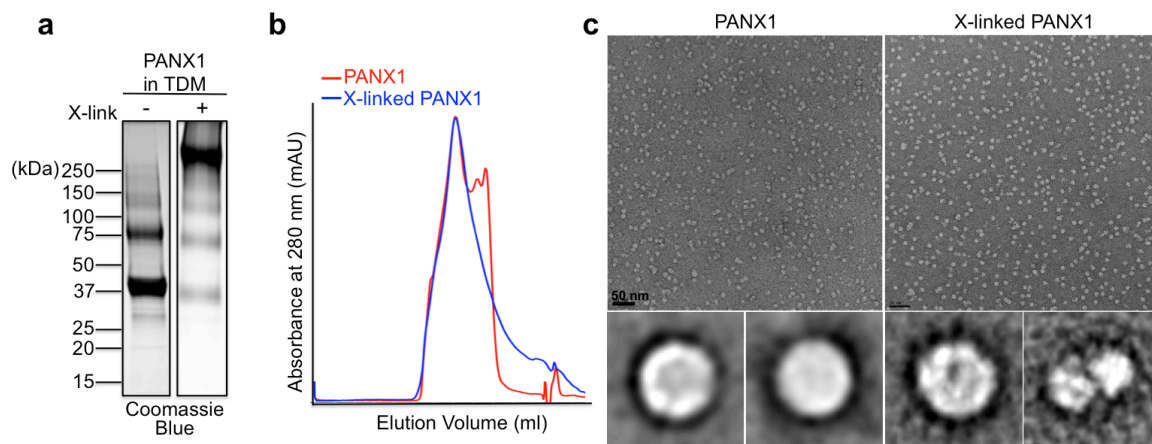 a
PANX1
in TDM
X-link - +
(kDa)
250
150
100
75
50
37
25
20
15
Coomassie
Blue
b
PANX1
X-linked PANX1
Absorbance at 280 nm (mAU)
Elution Volume (ml)
c
PANX1
X-linked PANX1
50 nm